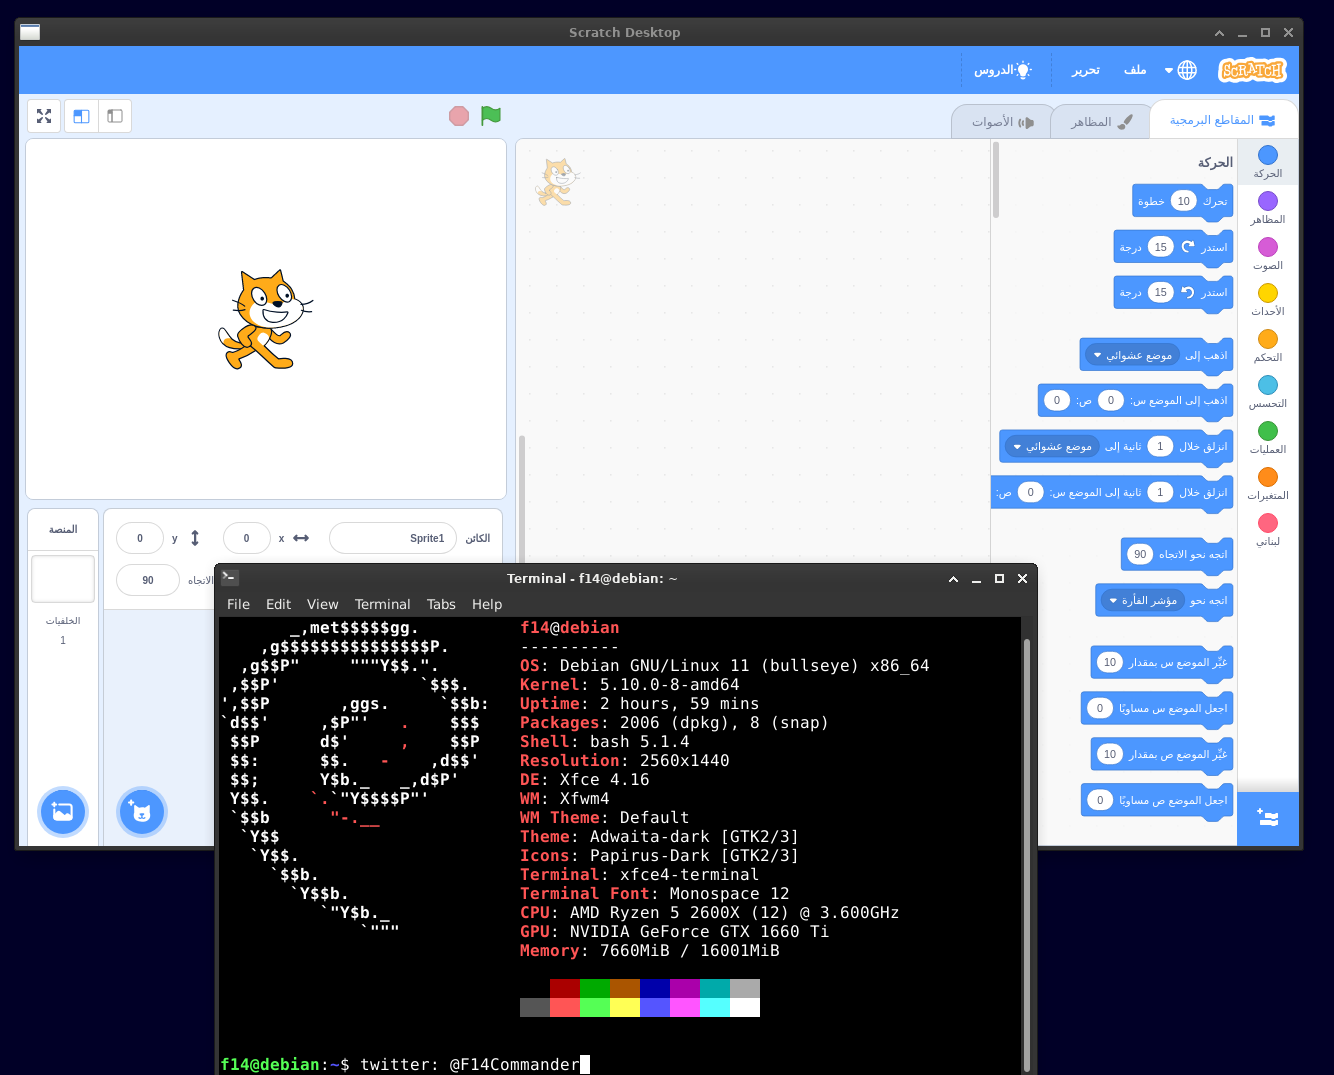 Scratch Desktop
SCRATCH
ملف
تحرير
الدروس
المقاطع البرمجية
المظاهر
الأصوات
الحركة
المظاهر
الصوت
الأحداث
التحكم
التحسس
العمليات
المتغيرات
لبناتي
الحركة
تحرك 10 خطوة
استدر 15 درجة
استدر 15 درجة
اذهب إلى موضع عشوائي
اذهب إلى الموضع س: 0 ص: 0
انزلق خلال 1 ثانية إلى موضع عشوائي
انزلق خلال 1 ثانية إلى الموضع س: 0 ص:
اتجه نحو الاتجاه 90
اتجه نحو مؤشر الفأرة
غيِّر الموضع س بمقدار 10
اجعل الموضع س مساويًا 0
غيِّر الموضع ص بمقدار 10
اجعل الموضع ص مساويًا 0
الكائن Sprite1 x 0 y 0
الاتجاه 90
المنصة
الخلفيات
1
Terminal - f14@debian: ~
File Edit View Terminal Tabs Help
_,met$$$$$gg. f14@debian
,g$$$$$$$$$$$$$$$P. ----------
,g$$P" """Y$$.". OS: Debian GNU/Linux 11 (bullseye) x86_64
,$$P' `$$$. Kernel: 5.10.0-8-amd64
',$$P ,ggs. `$$b: Uptime: 2 hours, 59 mins
`d$$' ,$P"' . $$$ Packages: 2006 (dpkg), 8 (snap)
$$P d$' , $$P Shell: bash 5.1.4
$$: $$. - ,d$$' Resolution: 2560x1440
$$; Y$b._ _,d$P' DE: Xfce 4.16
Y$$. `.`"Y$$$$P"' WM: Xfwm4
`$$b "-.__ WM Theme: Default
`Y$$ Theme: Adwaita-dark [GTK2/3]
`Y$$. Icons: Papirus-Dark [GTK2/3]
`$$b. Terminal: xfce4-terminal
`Y$$b. Terminal Font: Monospace 12
`"Y$b._ CPU: AMD Ryzen 5 2600X (12) @ 3.600GHz
`""" GPU: NVIDIA GeForce GTX 1660 Ti
Memory: 7660MiB / 16001MiB
f14@debian:~$ twitter: @F14Commander